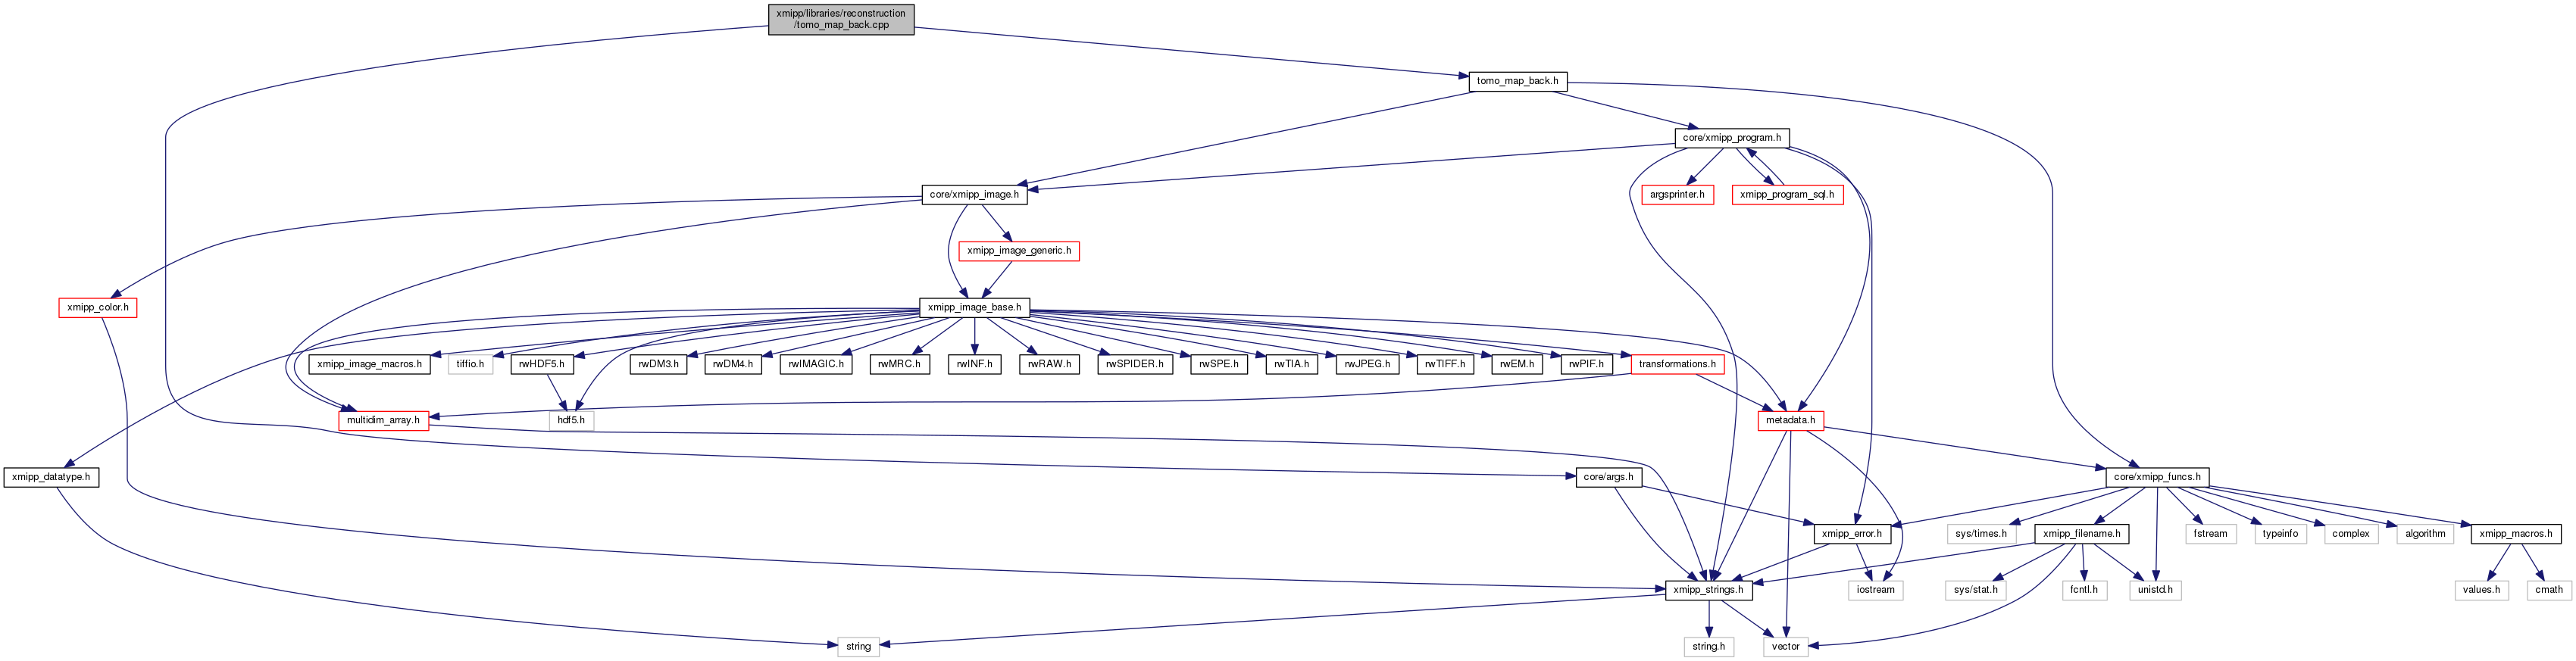 xmipp/libraries/reconstruction
/tomo_map_back.cpp
tomo_map_back.h
core/xmipp_program.h
core/xmipp_image.h
argsprinter.h
xmipp_program_sql.h
xmipp_image_generic.h
xmipp_color.h
xmipp_image_base.h
xmipp_image_macros.h
tiffio.h
rwHDF5.h
rwDM3.h
rwDM4.h
rwIMAGIC.h
rwMRC.h
rwINF.h
rwRAW.h
rwSPIDER.h
rwSPE.h
rwTIA.h
rwJPEG.h
rwTIFF.h
rwEM.h
rwPIF.h
transformations.h
multidim_array.h
hdf5.h
metadata.h
xmipp_datatype.h
core/args.h
core/xmipp_funcs.h
xmipp_error.h
sys/times.h
xmipp_filename.h
fstream
typeinfo
complex
algorithm
xmipp_macros.h
xmipp_strings.h
iostream
sys/stat.h
fcntl.h
unistd.h
values.h
cmath
string
string.h
vector